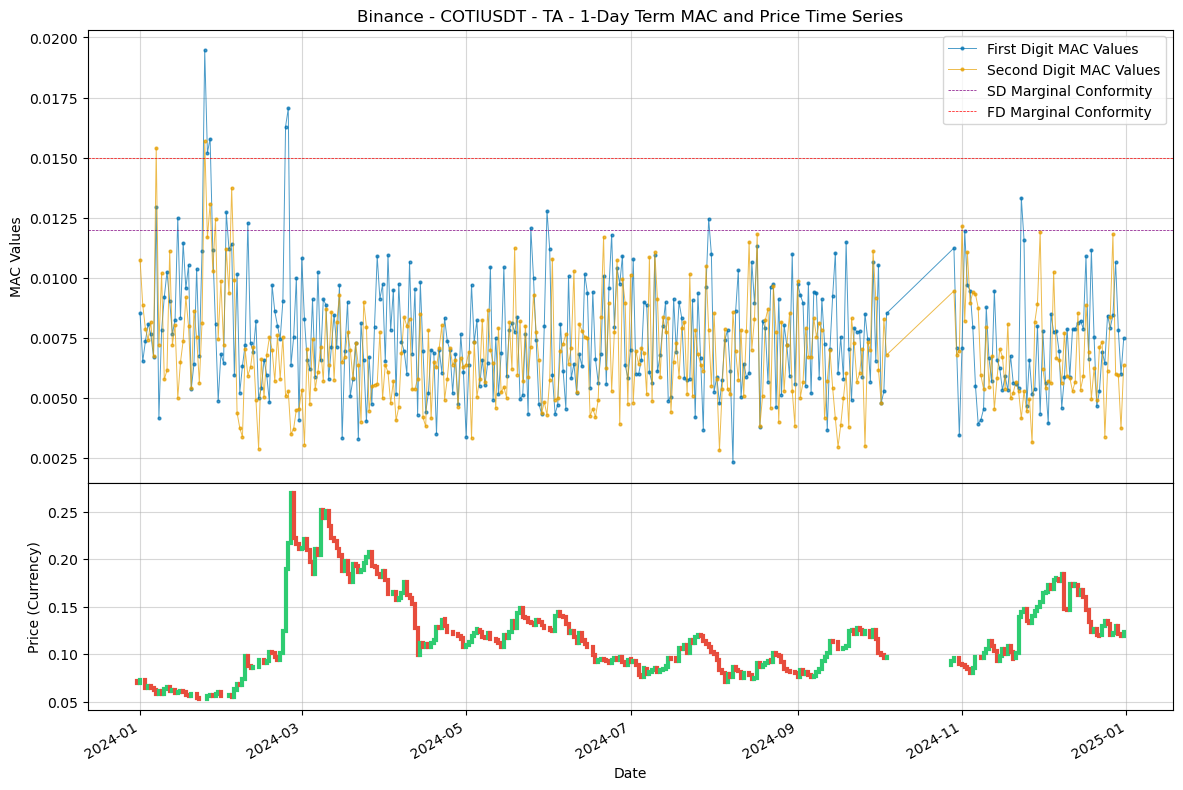 Binance - COTIUSDT - TA - 1-Day Term MAC and Price Time Series
MAC Values
0.0200
0.0175
0.0150
0.0125
0.0100
0.0075
0.0050
0.0025
First Digit MAC Values
Second Digit MAC Values
SD Marginal Conformity
FD Marginal Conformity
Price (Currency)
0.25
0.20
0.15
0.10
0.05
2024-01
2024-03
2024-05
2024-07
2024-09
2024-11
2025-01
Date